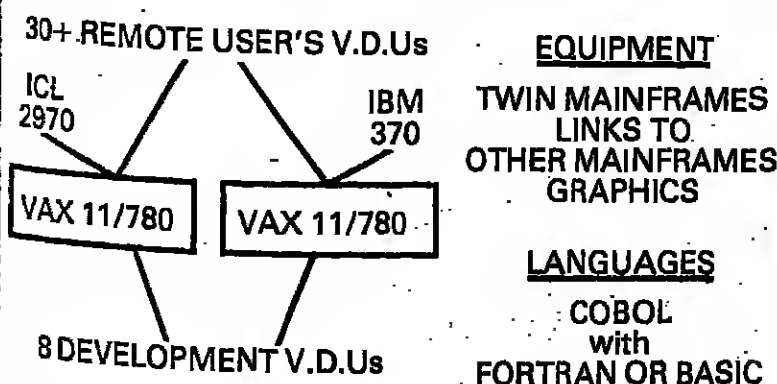 30+ REMOTE USER'S V.D.Us
ICL
2970
IBM
370
VAX 11/780
VAX 11/780
8 DEVELOPMENT V.D.Us
EQUIPMENT
TWIN MAINFRAMES
LINKS TO
OTHER MAINFRAMES
GRAPHICS
LANGUAGES
COBOL
with
FORTRAN OR BASIC